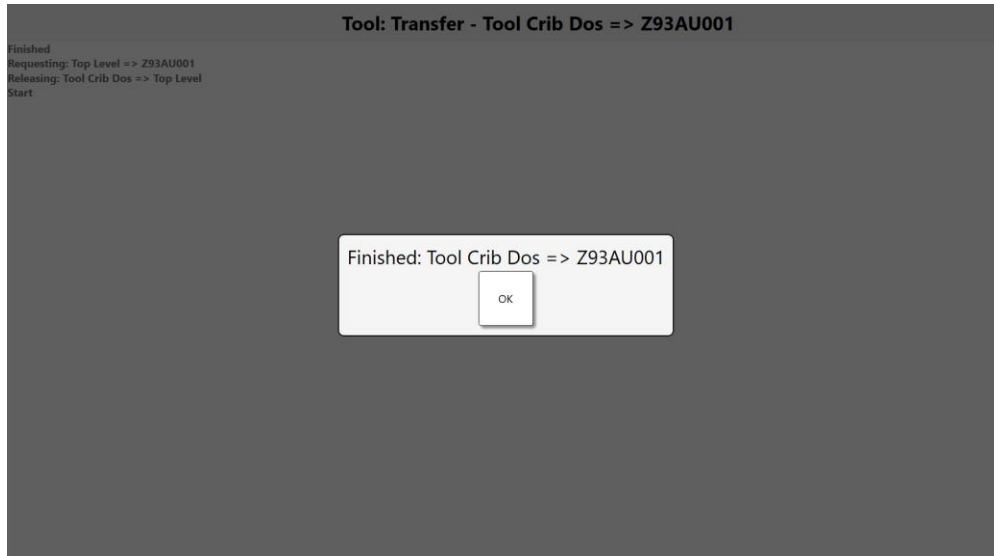 Tool: Transfer - Tool Crib Dos => Z93AU001
Finished
Requesting: Top Level => Z93AU001
Releasing: Tool Crib Dos => Top Level
Start
Finished: Tool Crib Dos => Z93AU001
OK